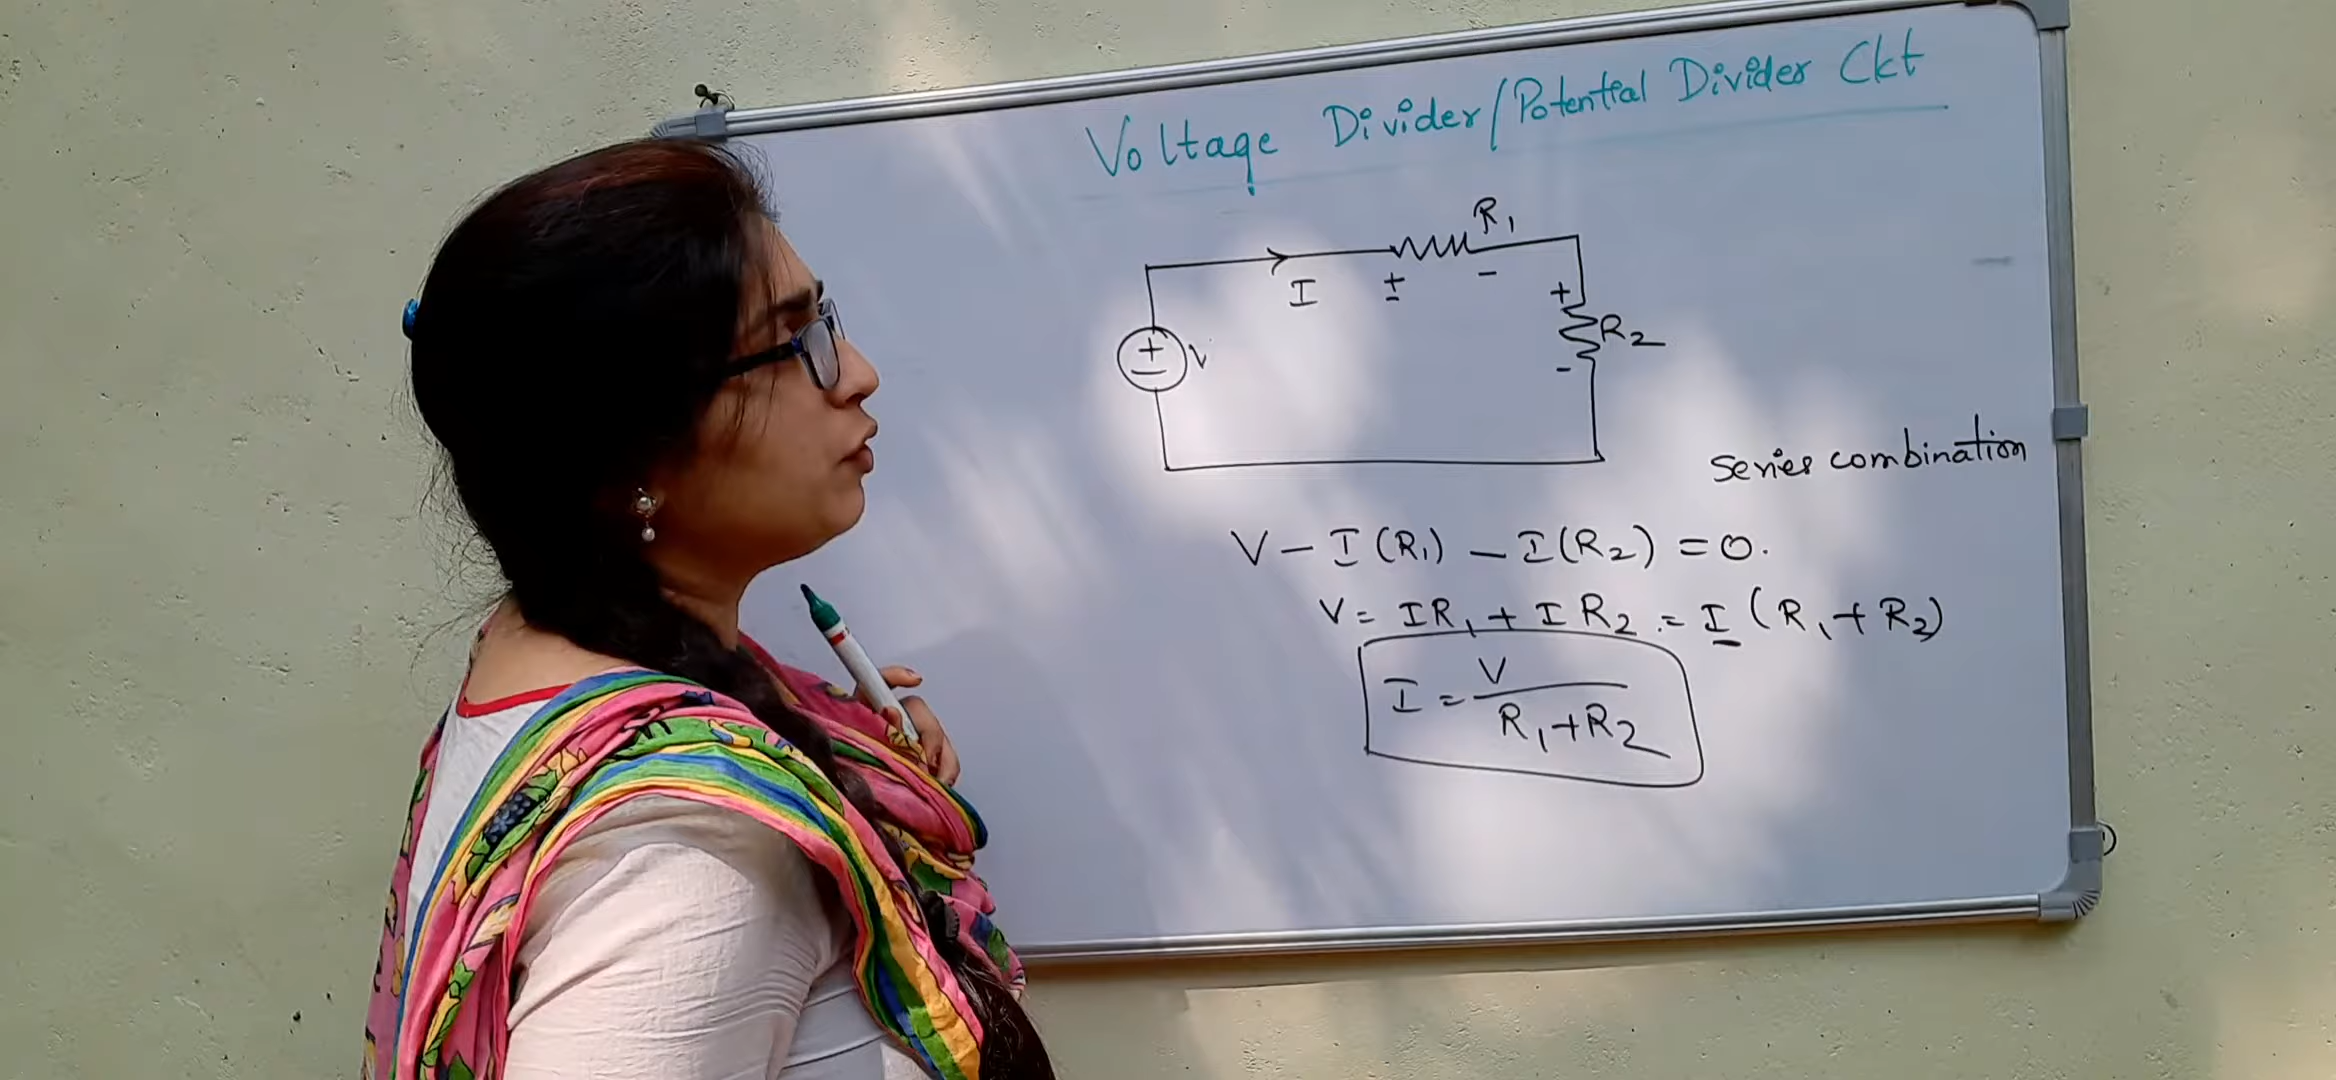 Voltage Divider/Potential Divider Ckt
R1
I
+
-
+
R2
-
+
-
V
Series combination
V - I(R1) - I(R2) = 0.
V = IR1 + IR2 = I(R1 + R2)
I = V / R1+R2